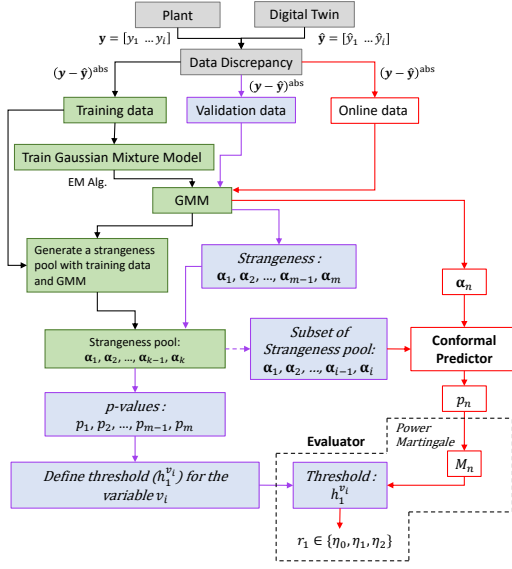 Plant
Digital Twin
𝐲 = [y₁ … yᵢ]
ŷ = [ŷ₁ … ŷᵢ]
Data Discrepancy
(𝒚 − ŷ)ᵃᵇˢ
(𝒚 − ŷ)ᵃᵇˢ
(𝒚 − ŷ)ᵃᵇˢ
Training data
Validation data
Online data
Train Gaussian Mixture Model
EM Alg.
GMM
Generate a strangeness
pool with training data
and GMM
Strangeness :
𝛂₁, 𝛂₂, …, 𝛂ₘ₋₁, 𝛂ₘ
𝛂ₙ
Strangeness pool:
𝛂₁, 𝛂₂, …, 𝛂ₖ₋₁, 𝛂ₖ
Subset of
Strangeness pool:
𝛂₁, 𝛂₂, …, 𝛂ᵢ₋₁, 𝛂ᵢ
Conformal
Predictor
p-values :
p₁, p₂, …, pₘ₋₁, pₘ
pₙ
Evaluator
Power
Martingale
Define threshold (h₁^{vᵢ}) for the
variable vᵢ
Threshold :
h₁^{vᵢ}
Mₙ
r₁ ∈ {η₀, η₁, η₂}